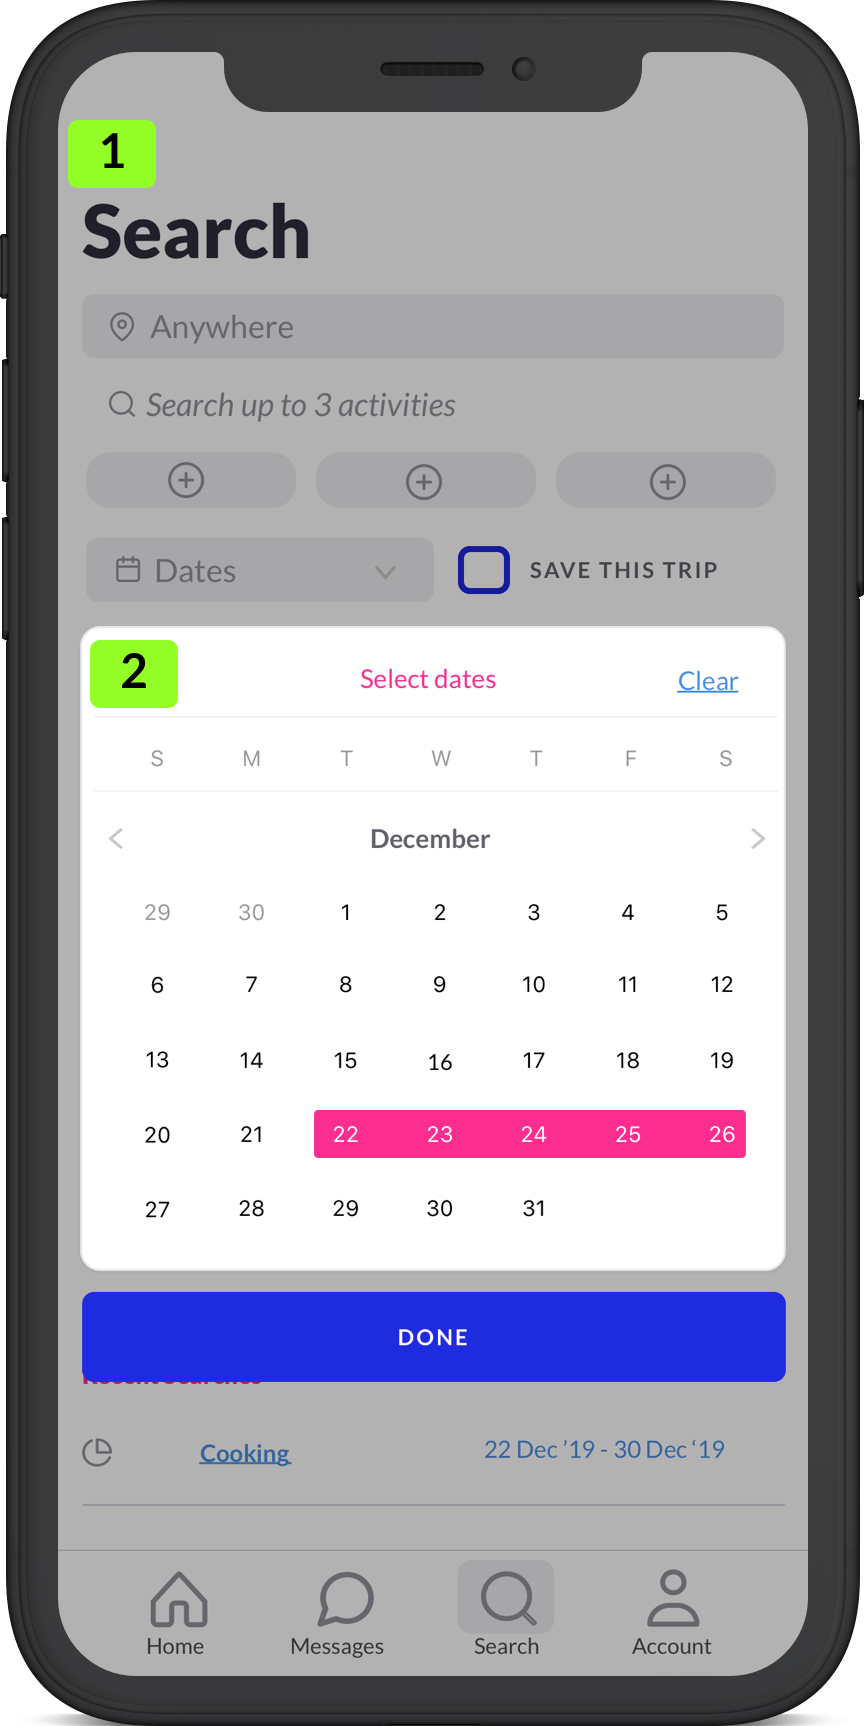 1
Search
Anywhere
Search up to 3 activities
Dates
SAVE THIS TRIP
2
Select dates
Clear
S M T W T F S
December
29 30 1 2 3 4 5
6 7 8 9 10 11 12
13 14 15 16 17 18 19
20 21 22 23 24 25 26
27 28 29 30 31
DONE
Recent Searches
Cooking 22 Dec ’19 - 30 Dec ‘19
Home Messages Search Account